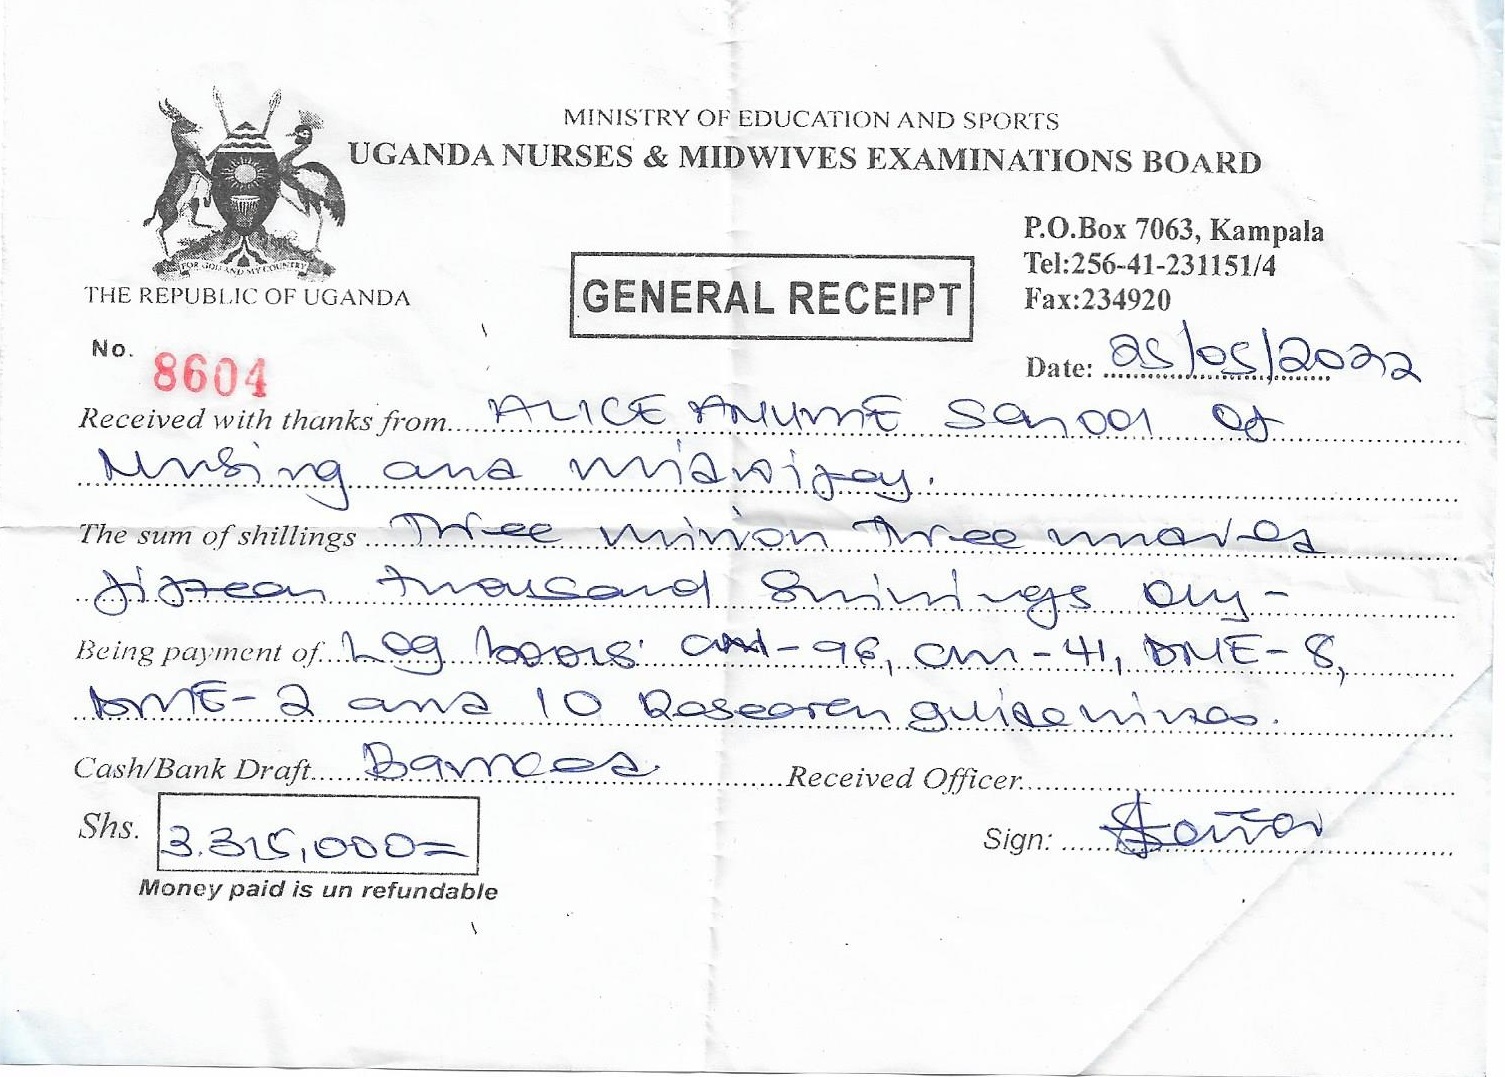 MINISTRY OF EDUCATION AND SPORTS
UGANDA NURSES & MIDWIVES EXAMINATIONS BOARD
FOR GOD AND MY COUNTRY
THE REPUBLIC OF UGANDA
P.O.Box 7063, Kampala
Tel:256-41-231151/4
Fax:234920
GENERAL RECEIPT
No. 8604
Date: 25/05/2022
Received with thanks from ALICE ANUME School of
Nursing and midwifery.
The sum of shillings Three million Three hundred
fifteen thousand Shillings Only -
Being payment of Log books: - 98, cm - 41, DNE - 8,
DME - 2 and 10 Research guidelines.
Cash/Bank Draft Banked Received Officer
Shs. 3.315,000=
Sign:
Money paid is un refundable